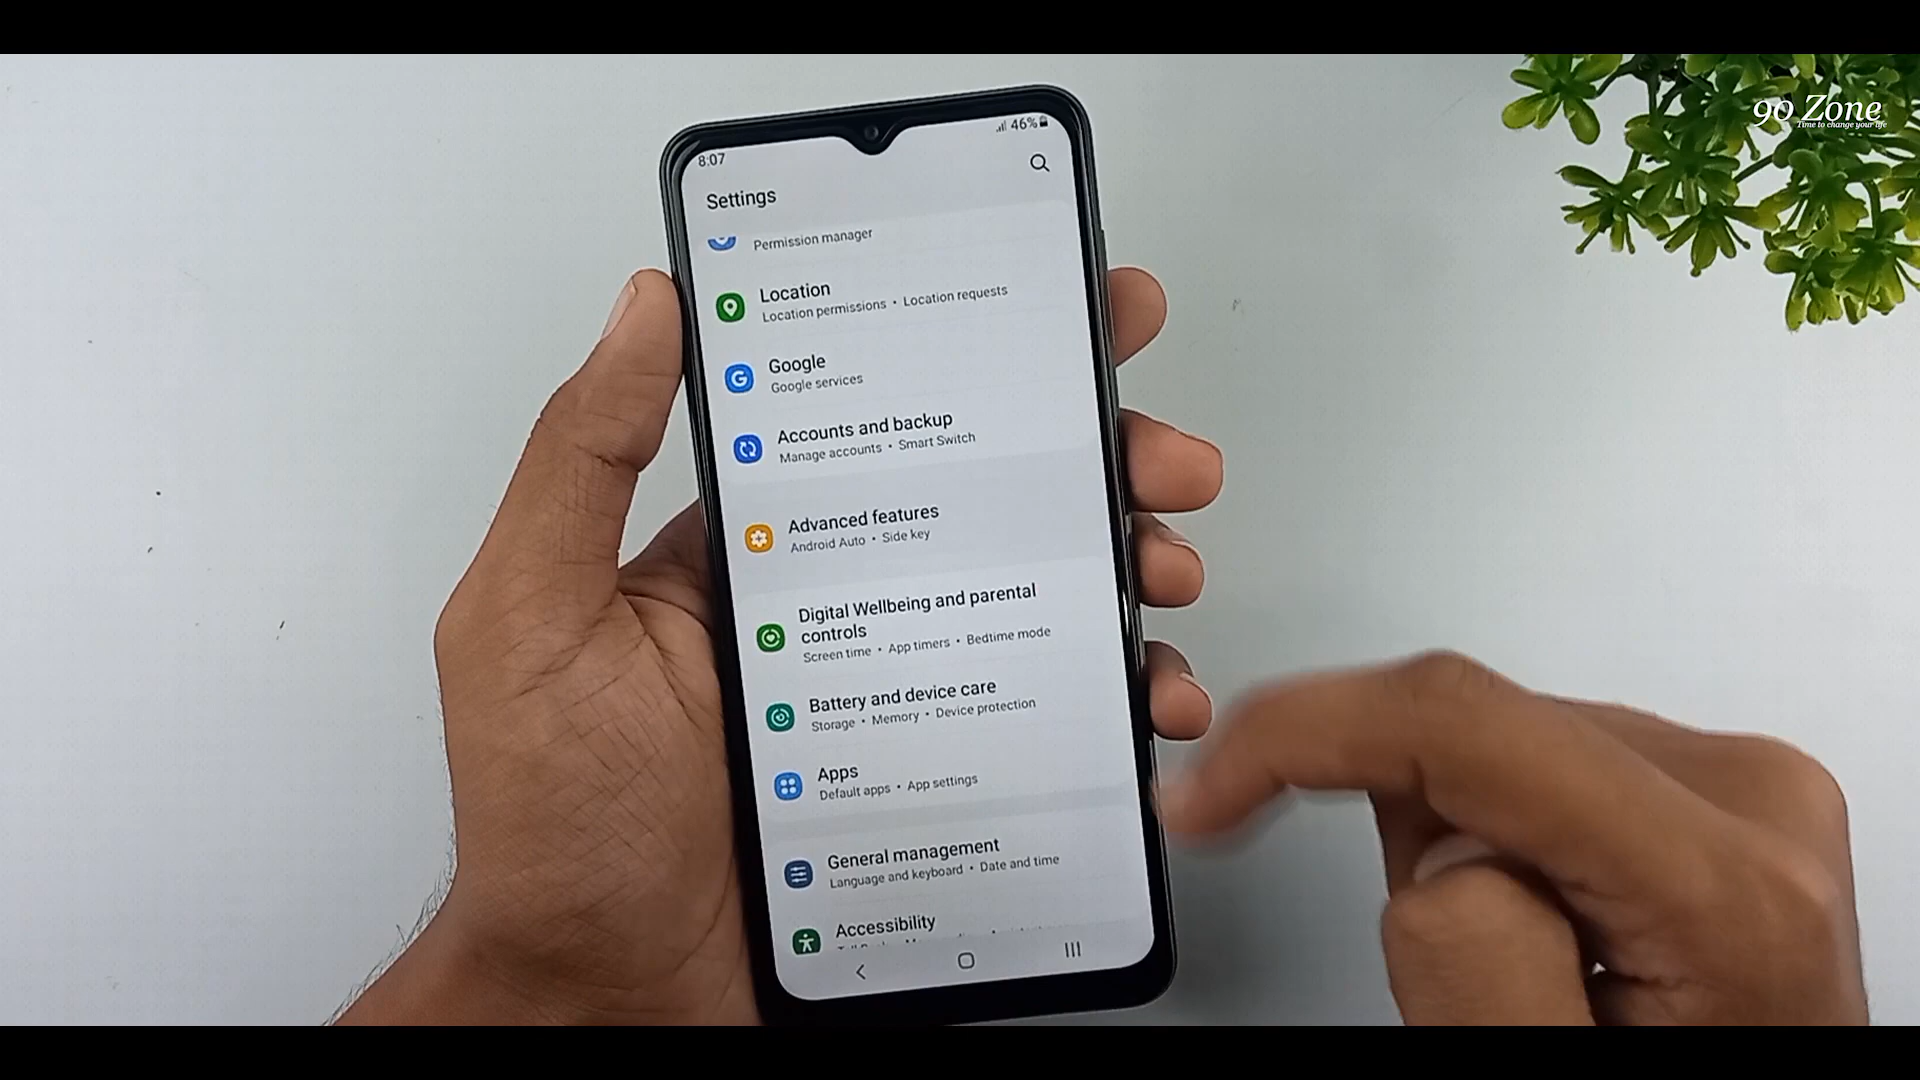 90 Zone
Time to change your life
8:07
46%
Settings
Permission manager
Location
Location permissions • Location requests
Google
Google services
Accounts and backup
Manage accounts • Smart Switch
Advanced features
Android Auto • Side key
Digital Wellbeing and parental
controls
Screen time • App timers • Bedtime mode
Battery and device care
Storage • Memory • Device protection
Apps
Default apps • App settings
General management
Language and keyboard • Date and time
Accessibility